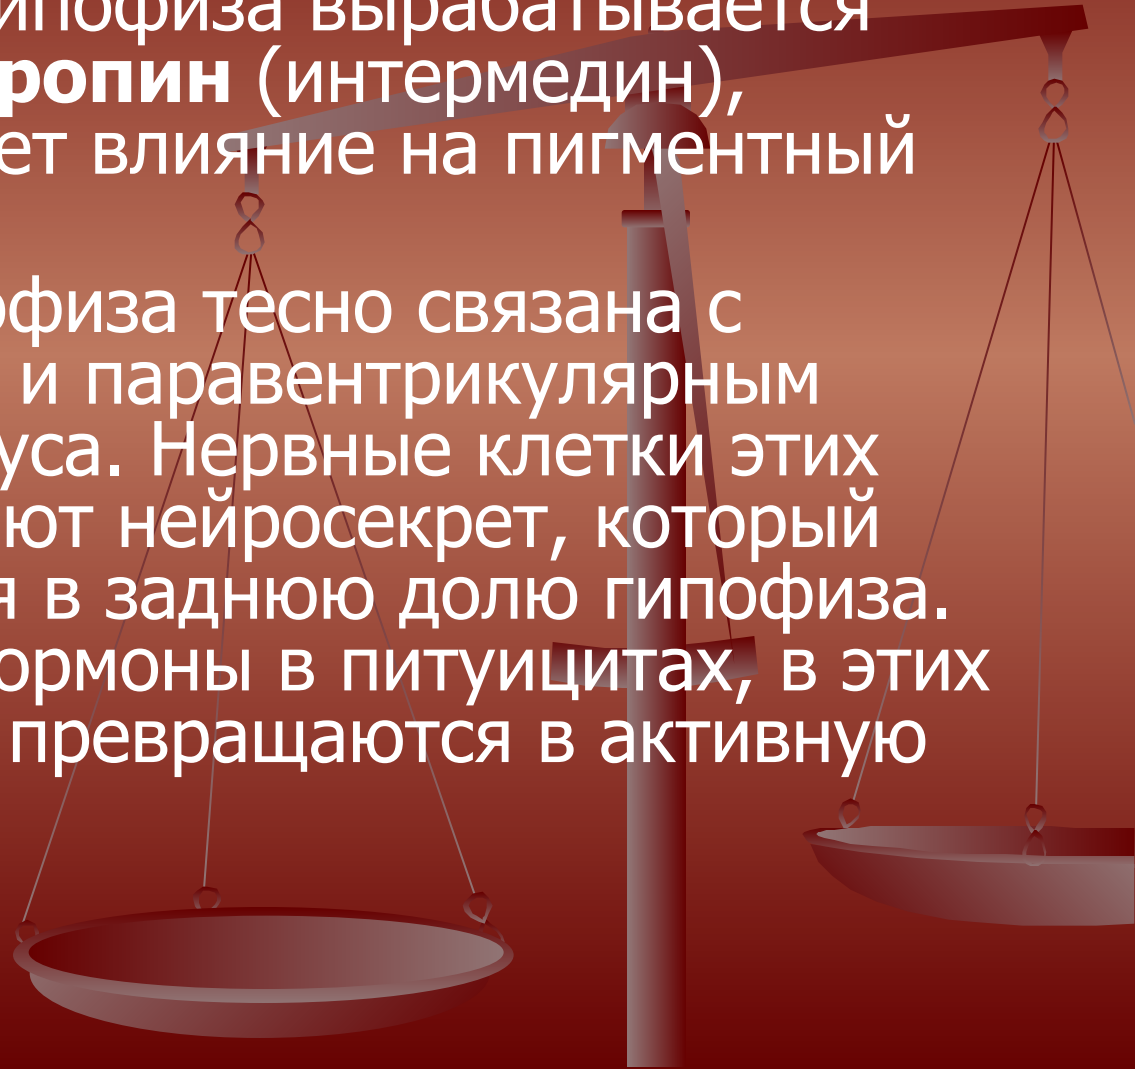 ипофиза вырабатывается
ропин (интермедин),
ет влияние на пигментный
офиза тесно связана с
и паравентрикулярным
уса. Нервные клетки этих
ют нейросекрет, который
я в заднюю долю гипофиза.
ормоны в питуицитах, в этих
превращаются в активную